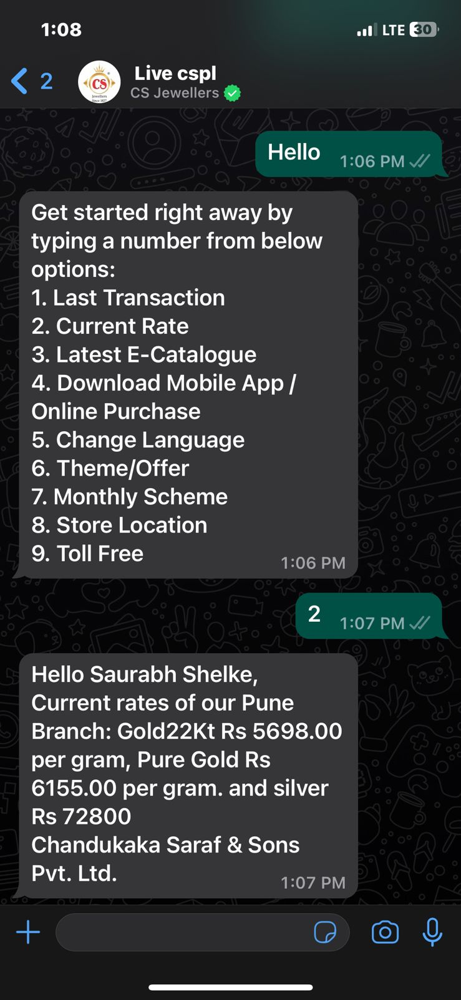 1:08
LTE 30
2
Live cspl
CS Jewellers
CS
Jewellers
Since 1827
Hello 1:06 PM
Get started right away by
typing a number from below
options:
1. Last Transaction
2. Current Rate
3. Latest E-Catalogue
4. Download Mobile App /
Online Purchase
5. Change Language
6. Theme/Offer
7. Monthly Scheme
8. Store Location
9. Toll Free
1:06 PM
2 1:07 PM
Hello Saurabh Shelke,
Current rates of our Pune
Branch: Gold22Kt Rs 5698.00
per gram, Pure Gold Rs
6155.00 per gram. and silver
Rs 72800
Chandukaka Saraf & Sons
Pvt. Ltd.
1:07 PM